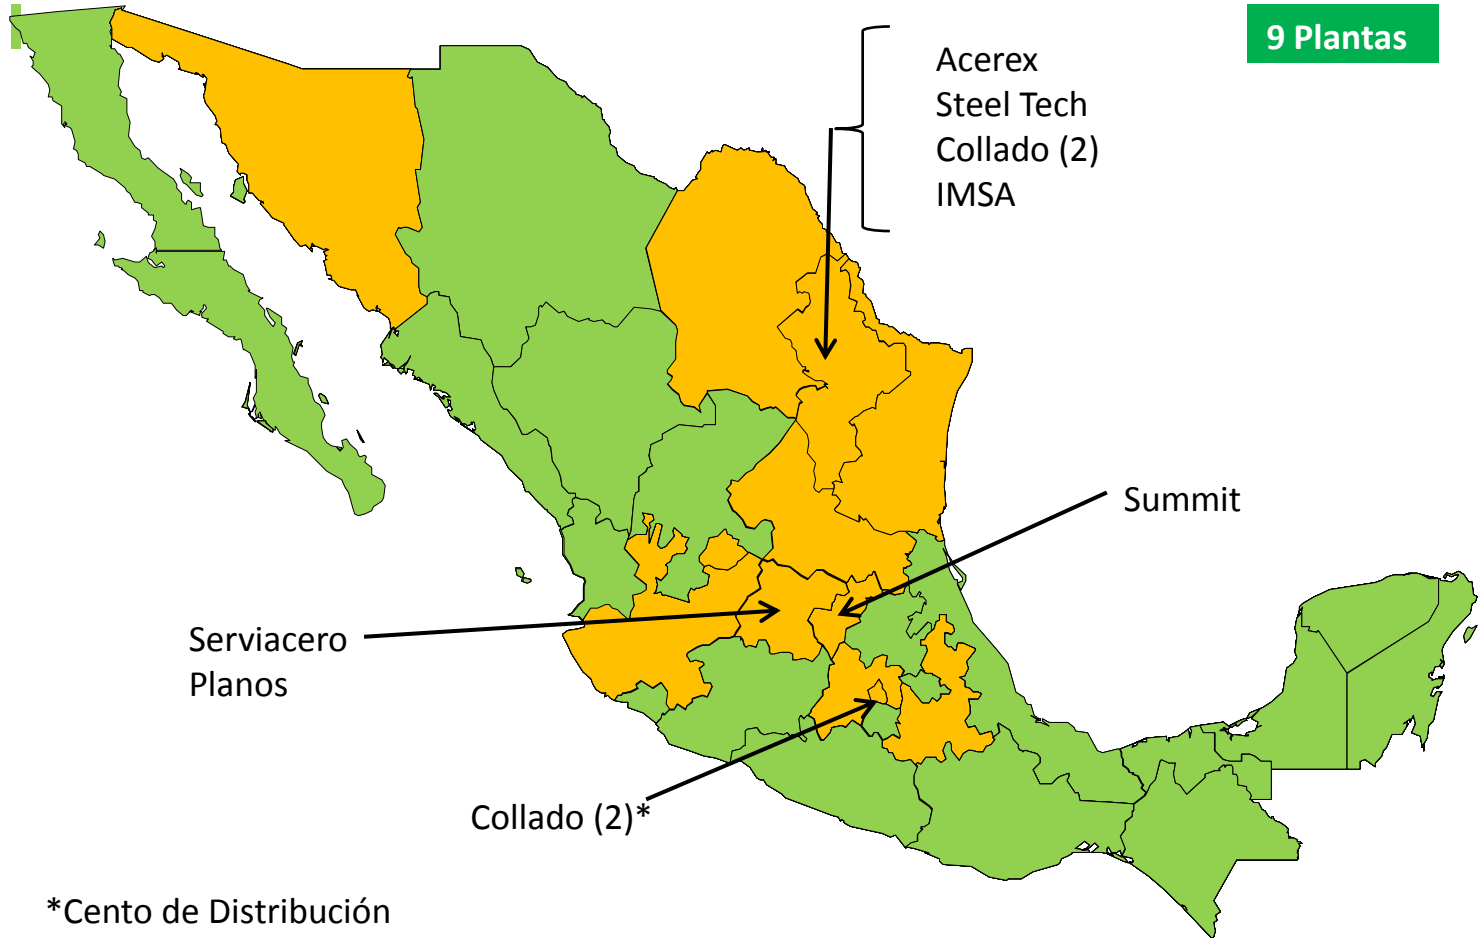 9 Plantas
Acerex
Steel Tech
Collado (2)
IMSA
Summit
Serviacero
Planos
Collado (2)*
*Cento de Distribución